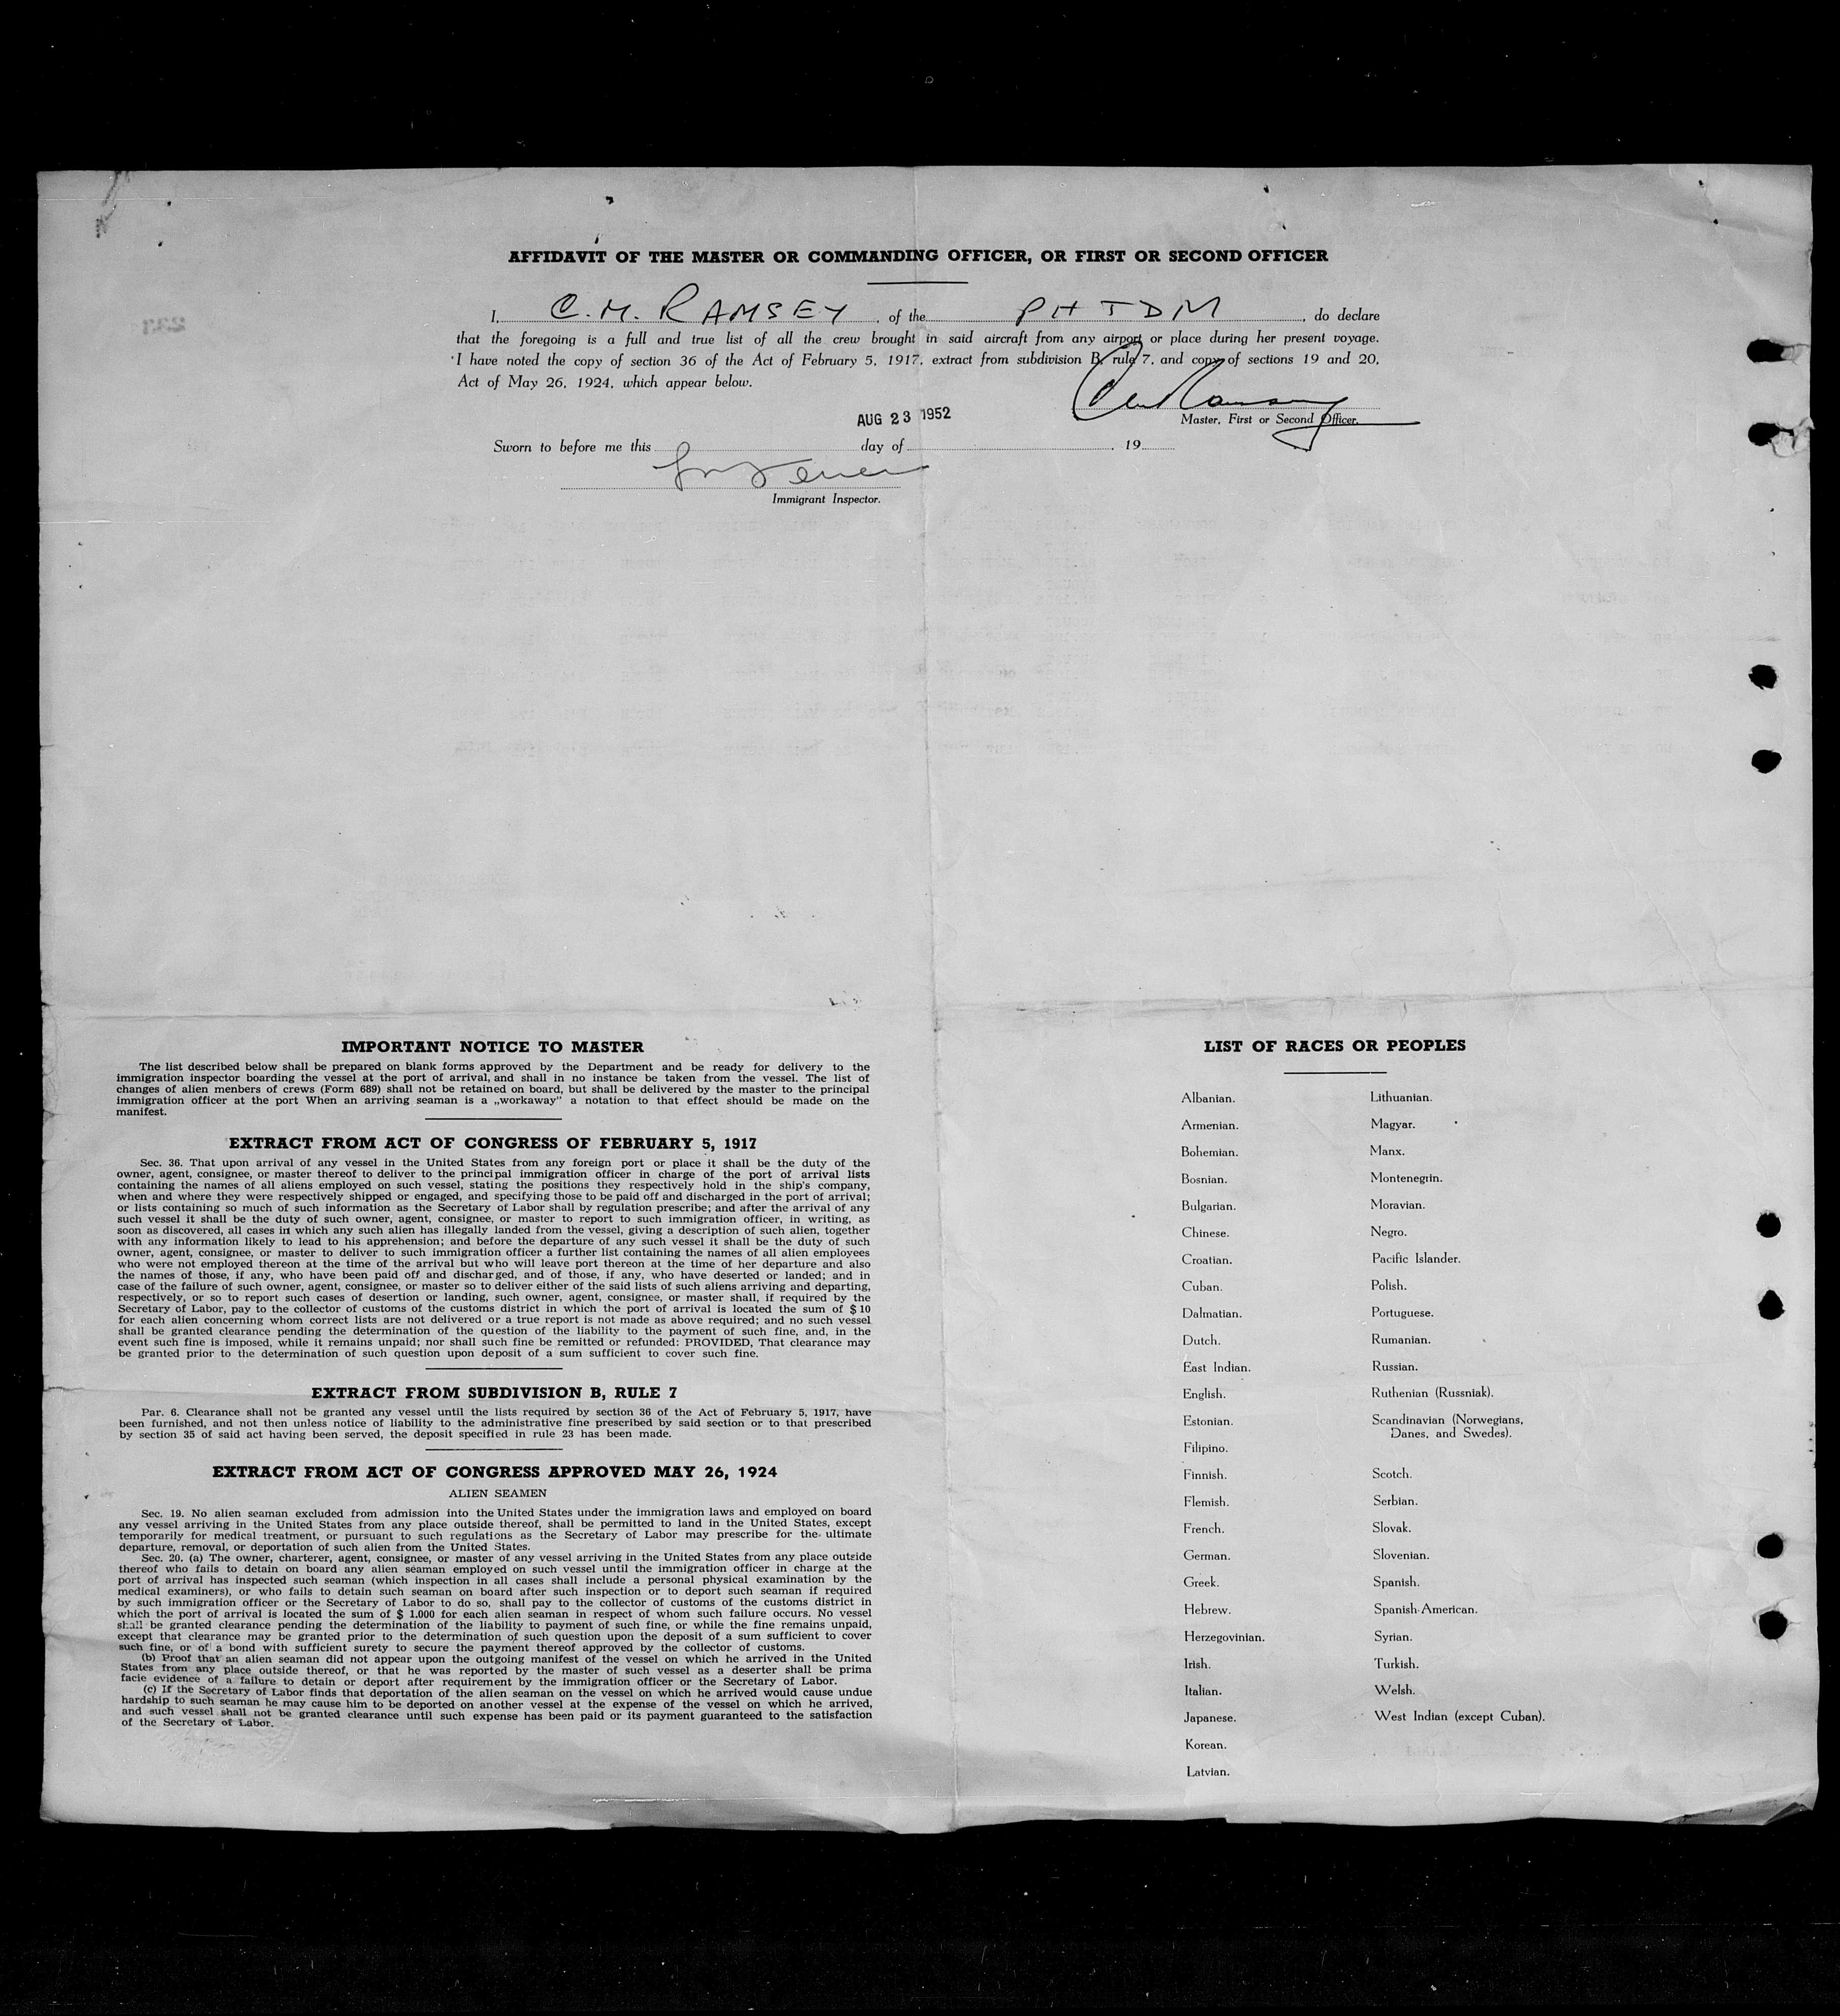 AFFIDAVIT OF THE MASTER OR COMMANDING OFFICER, OR FIRST OR SECOND OFFICER
I, C. M. RAMSEY, of the PHTDM, do declare
that the foregoing is a full and true list of all the crew brought in said aircraft from any airport or place during her present voyage.
I have noted the copy of section 36 of the Act of February 5, 1917, extract from subdivision B, rule 7, and copy of sections 19 and 20,
Act of May 26, 1924, which appear below.
AUG 23 1952
Master, First or Second Officer.
Sworn to before me this day of , 19
Immigrant Inspector.
IMPORTANT NOTICE TO MASTER
The list described below shall be prepared on blank forms approved by the Department and be ready for delivery to the
immigration inspector boarding the vessel at the port of arrival, and shall in no instance be taken from the vessel. The list of
changes of alien menbers of crews (Form 689) shall not be retained on board, but shall be delivered by the master to the principal
immigration officer at the port When an arriving seaman is a „workaway" a notation to that effect should be made on the
manifest.
EXTRACT FROM ACT OF CONGRESS OF FEBRUARY 5, 1917
Sec. 36. That upon arrival of any vessel in the United States from any foreign port or place it shall be the duty of the
owner, agent, consignee, or master thereof to deliver to the principal immigration officer in charge of the port of arrival lists
containing the names of all aliens employed on such vessel, stating the positions they respectively hold in the ship's company,
when and where they were respectively shipped or engaged, and specifying those to be paid off and discharged in the port of arrival;
or lists containing so much of such information as the Secretary of Labor shall by regulation prescribe; and after the arrival of any
such vessel it shall be the duty of such owner, agent, consignee, or master to report to such immigration officer, in writing, as
soon as discovered, all cases in which any such alien has illegally landed from the vessel, giving a description of such alien, together
with any information likely to lead to his apprehension; and before the departure of any such vessel it shall be the duty of such
owner, agent, consignee, or master to deliver to such immigration officer a further list containing the names of all alien employees
who were not employed thereon at the time of the arrival but who will leave port thereon at the time of her departure and also
the names of those, if any, who have been paid off and discharged, and of those, if any, who have deserted or landed; and in
case of the failure of such owner, agent, consignee, or master so to deliver either of the said lists of such aliens arriving and departing,
respectively, or so to report such cases of desertion or landing, such owner, agent, consignee, or master shall, if required by the
Secretary of Labor, pay to the collector of customs of the customs district in which the port of arrival is located the sum of $ 10
for each alien concerning whom correct lists are not delivered or a true report is not made as above required; and no such vessel
shall be granted clearance pending the determination of the question of the liability to the payment of such fine, and, in the
event such fine is imposed, while it remains unpaid; nor shall such fine be remitted or refunded: PROVIDED, That clearance may
be granted prior to the determination of such question upon deposit of a sum sufficient to cover such fine.
EXTRACT FROM SUBDIVISION B, RULE 7
Par. 6. Clearance shall not be granted any vessel until the lists required by section 36 of the Act of February 5, 1917, have
been furnished, and not then unless notice of liability to the administrative fine prescribed by said section or to that prescribed
by section 35 of said act having been served, the deposit specified in rule 23 has been made.
EXTRACT FROM ACT OF CONGRESS APPROVED MAY 26, 1924
ALIEN SEAMEN
Sec. 19. No alien seaman excluded from admission into the United States under the immigration laws and employed on board
any vessel arriving in the United States from any place outside thereof, shall be permitted to land in the United States, except
temporarily for medical treatment, or pursuant to such regulations as the Secretary of Labor may prescribe for the ultimate
departure, removal, or deportation of such alien from the United States.
Sec. 20. (a) The owner, charterer, agent, consignee, or master of any vessel arriving in the United States from any place outside
thereof who fails to detain on board any alien seaman employed on such vessel until the immigration officer in charge at the
port of arrival has inspected such seaman (which inspection in all cases shall include a personal physical examination by the
medical examiners), or who fails to detain such seaman on board after such inspection or to deport such seaman if required
by such immigration officer or the Secretary of Labor to do so, shall pay to the collector of customs of the customs district in
which the port of arrival is located the sum of $ 1.000 for each alien seaman in respect of whom such failure occurs. No vessel
shall be granted clearance pending the determination of the liability to payment of such fine, or while the fine remains unpaid,
except that clearance may be granted prior to the determination of such question upon the deposit of a sum sufficient to cover
such fine, or of a bond with sufficient surety to secure the payment thereof approved by the collector of customs.
(b) Proof that an alien seaman did not appear upon the outgoing manifest of the vessel on which he arrived in the United
States from any place outside thereof, or that he was reported by the master of such vessel as a deserter shall be prima
facie evidence of a failure to detain or deport after requirement by the immigration officer or the Secretary of Labor.
(c) If the Secretary of Labor finds that deportation of the alien seaman on the vessel on which he arrived would cause undue
hardship to such seaman he may cause him to be deported on another vessel at the expense of the vessel on which he arrived,
and such vessel shall not be granted clearance until such expense has been paid or its payment guaranteed to the satisfaction
of the Secretary of Labor.
LIST OF RACES OR PEOPLES
Albanian.
Armenian.
Bohemian.
Bosnian.
Bulgarian.
Chinese.
Croatian.
Cuban.
Dalmatian.
Dutch.
East Indian.
English.
Estonian.
Filipino.
Finnish.
Flemish.
French.
German.
Greek.
Hebrew.
Herzegovinian.
Irish.
Italian.
Japanese.
Korean.
Latvian.
Lithuanian.
Magyar.
Manx.
Montenegrin.
Moravian.
Negro.
Pacific Islander.
Polish.
Portuguese.
Rumanian.
Russian.
Ruthenian (Russniak).
Scandinavian (Norwegians,
Danes, and Swedes).
Scotch.
Serbian.
Slovak.
Slovenian.
Spanish.
Spanish-American.
Syrian.
Turkish.
Welsh.
West Indian (except Cuban).